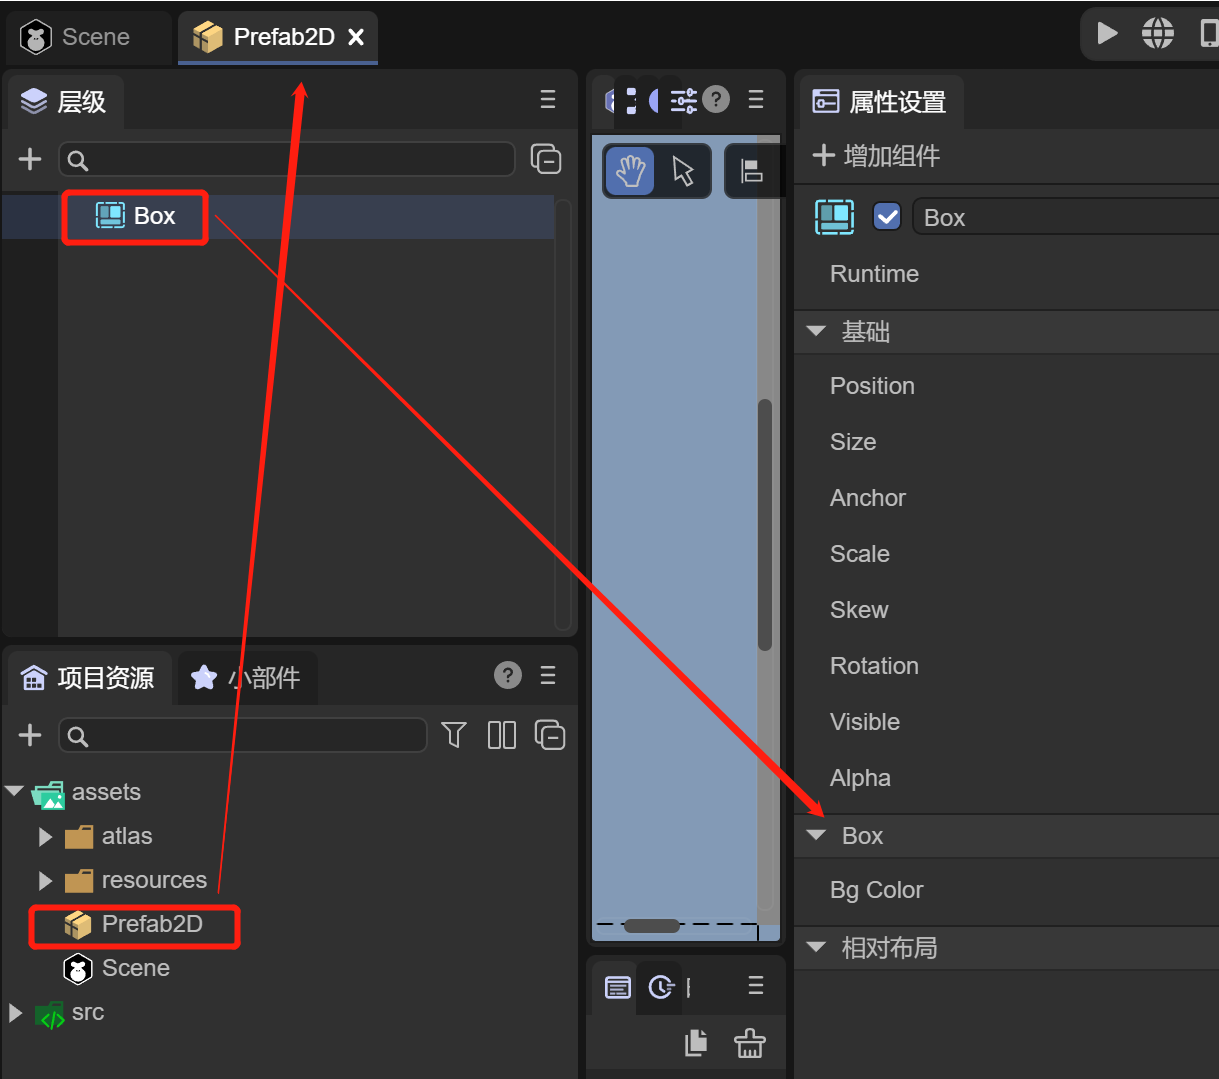 Scene
Prefab2D
层级
Box
项目资源
小部件
assets
atlas
resources
Prefab2D
Scene
src
属性设置
增加组件
Box
Runtime
基础
Position
Size
Anchor
Scale
Skew
Rotation
Visible
Alpha
Box
Bg Color
相对布局